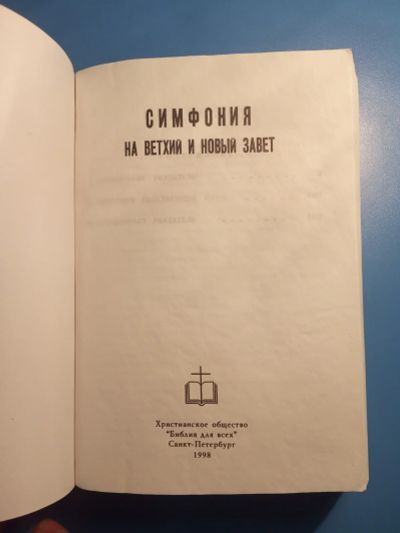 СИМФОНИЯ
НА ВЕТХИЙ И НОВЫЙ ЗАВЕТ
Христианское общество
"Библия для всех"
Санкт-Петербург
1998